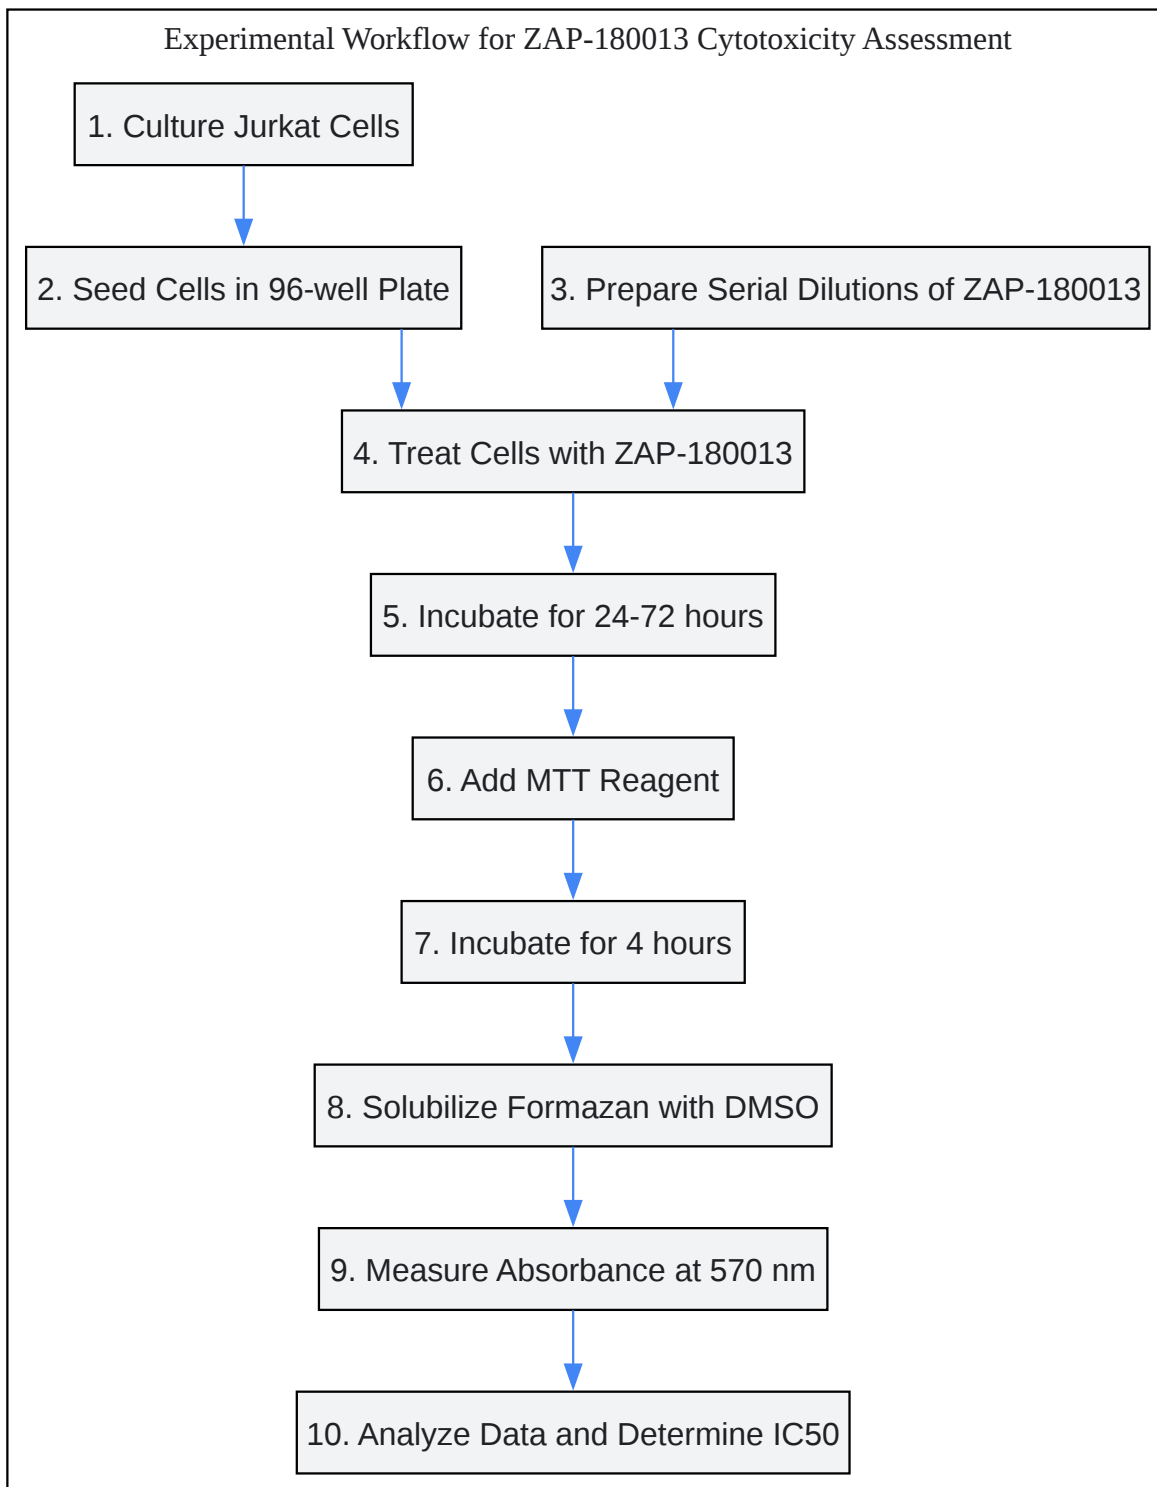 Experimental Workflow for ZAP-180013 Cytotoxicity Assessment
1. Culture Jurkat Cells
2. Seed Cells in 96-well Plate
3. Prepare Serial Dilutions of ZAP-180013
4. Treat Cells with ZAP-180013
5. Incubate for 24-72 hours
6. Add MTT Reagent
7. Incubate for 4 hours
8. Solubilize Formazan with DMSO
9. Measure Absorbance at 570 nm
10. Analyze Data and Determine IC50